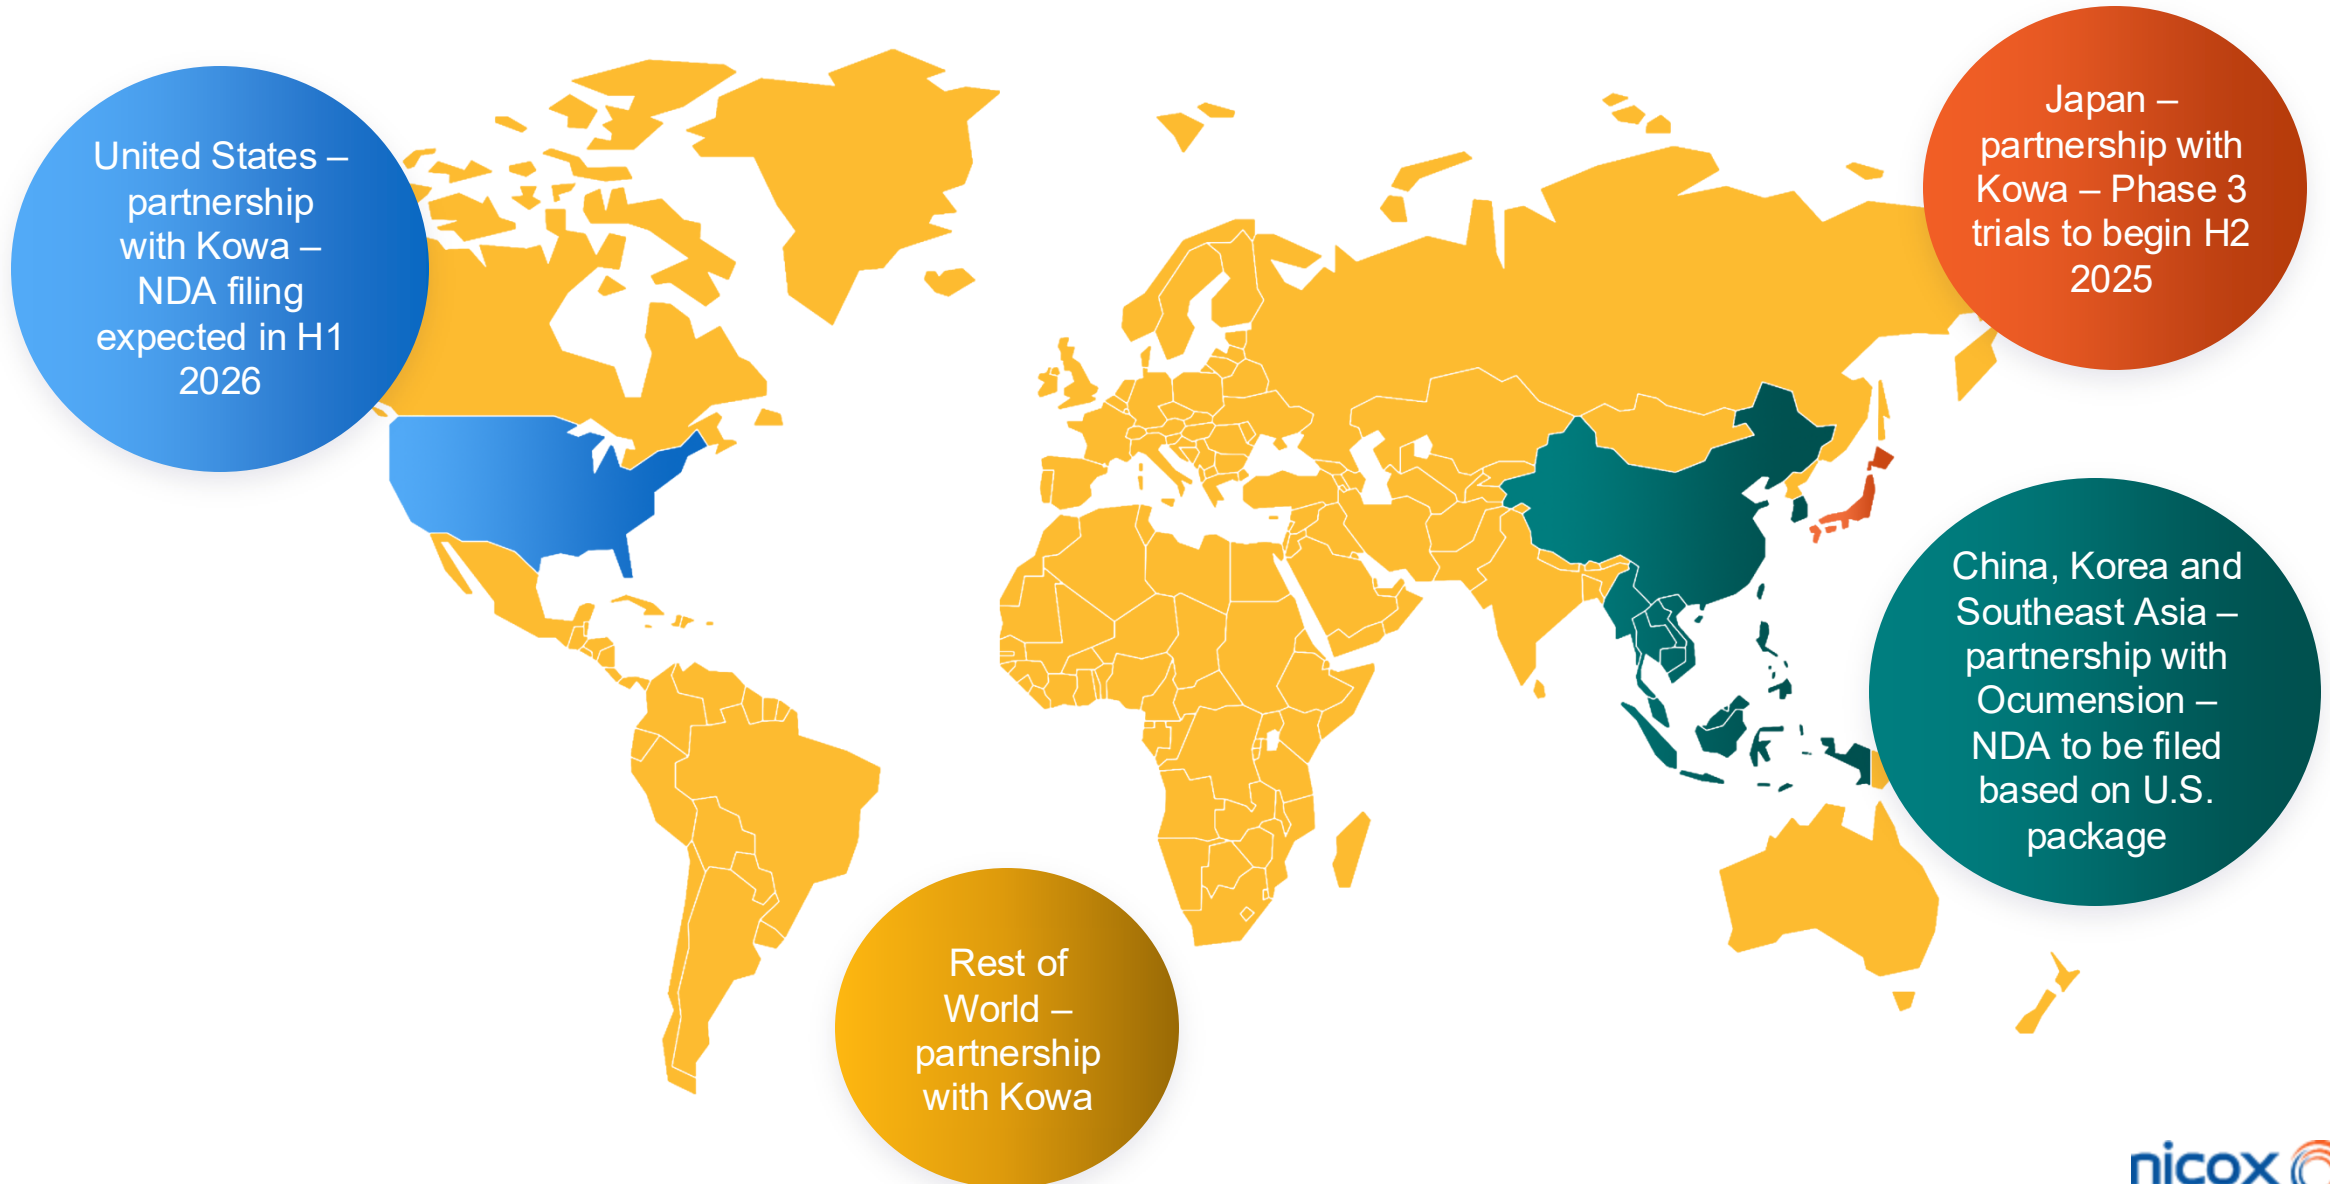 United States –
partnership
with Kowa –
NDA filing
expected in H1
2026
Japan –
partnership with
Kowa – Phase 3
trials to begin H2
2025
China, Korea and
Southeast Asia –
partnership with
Ocumension –
NDA to be filed
based on U.S.
package
Rest of
World –
partnership
with Kowa
nicox